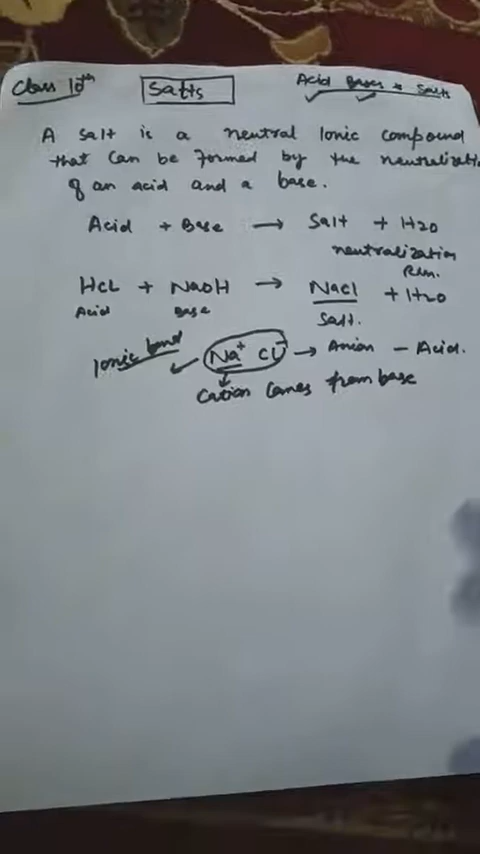 Class 10th Salts Acid Bases & Salts
A salt is a neutral Ionic compound
that can be formed by the neutralizati
of an acid and a base.
Acid + Base → Salt + H2O
neutralization
Rxn.
HCl + NaOH → NaCl + H2O
Acid Base Salt.
Ionic bond Na+ Cl- → Anion - Acid.
Cation comes from base